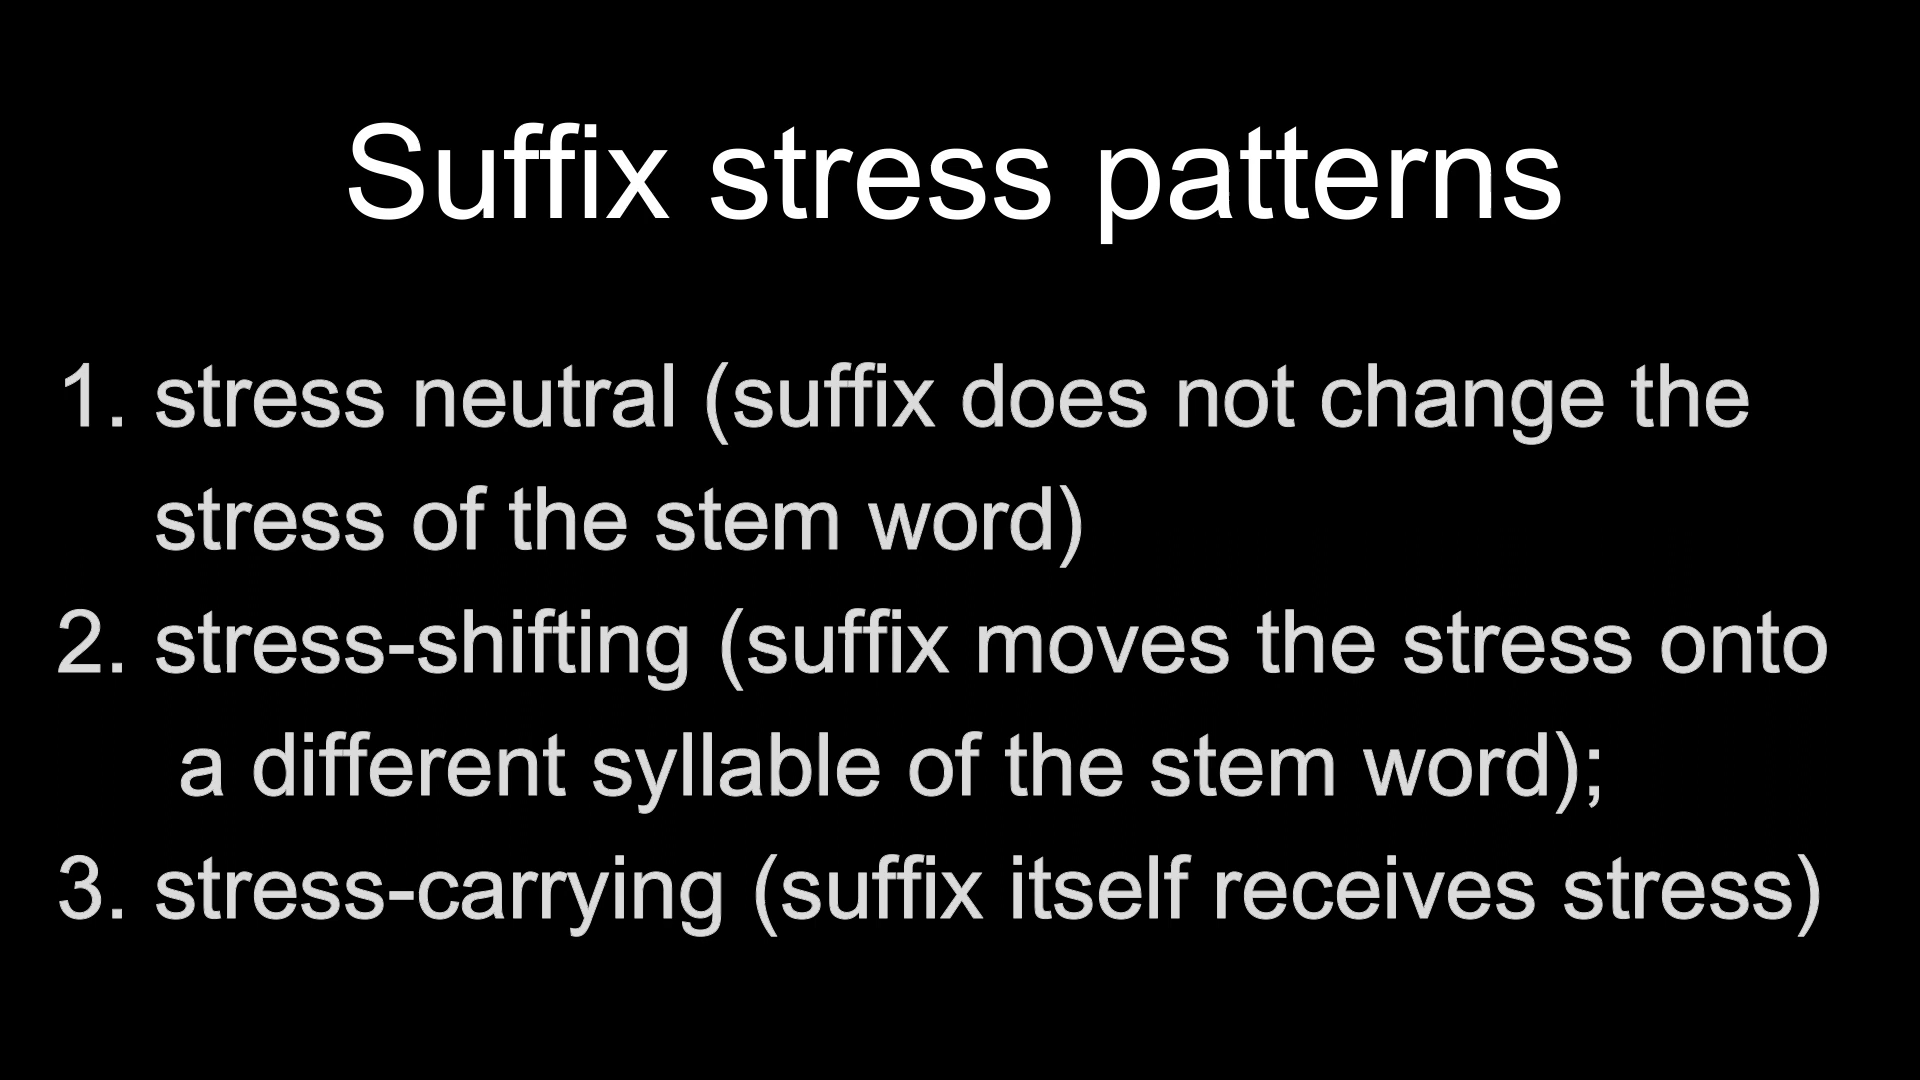 Suffix stress patterns
1. stress neutral (suffix does not change the
stress of the stem word)
2. stress-shifting (suffix moves the stress onto
a different syllable of the stem word);
3. stress-carrying (suffix itself receives stress)